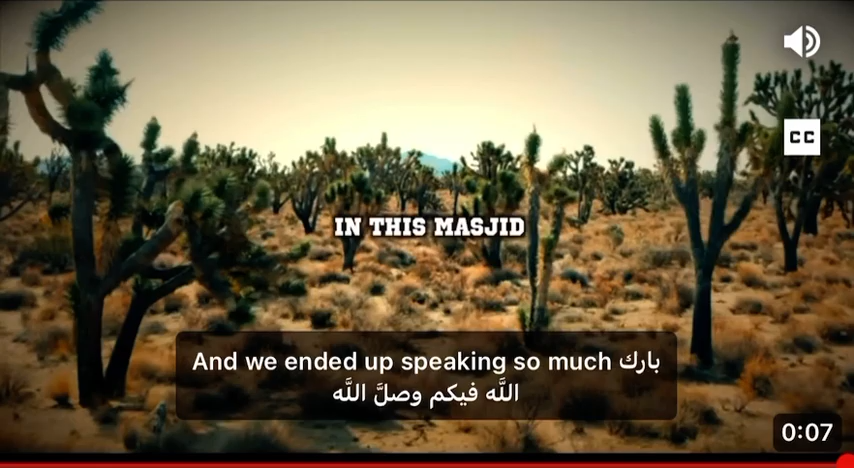 CC
IN THIS MASJID
And we ended up speaking so much بارك
اللَّه فيكم وصلَّ اللَّه
0:07